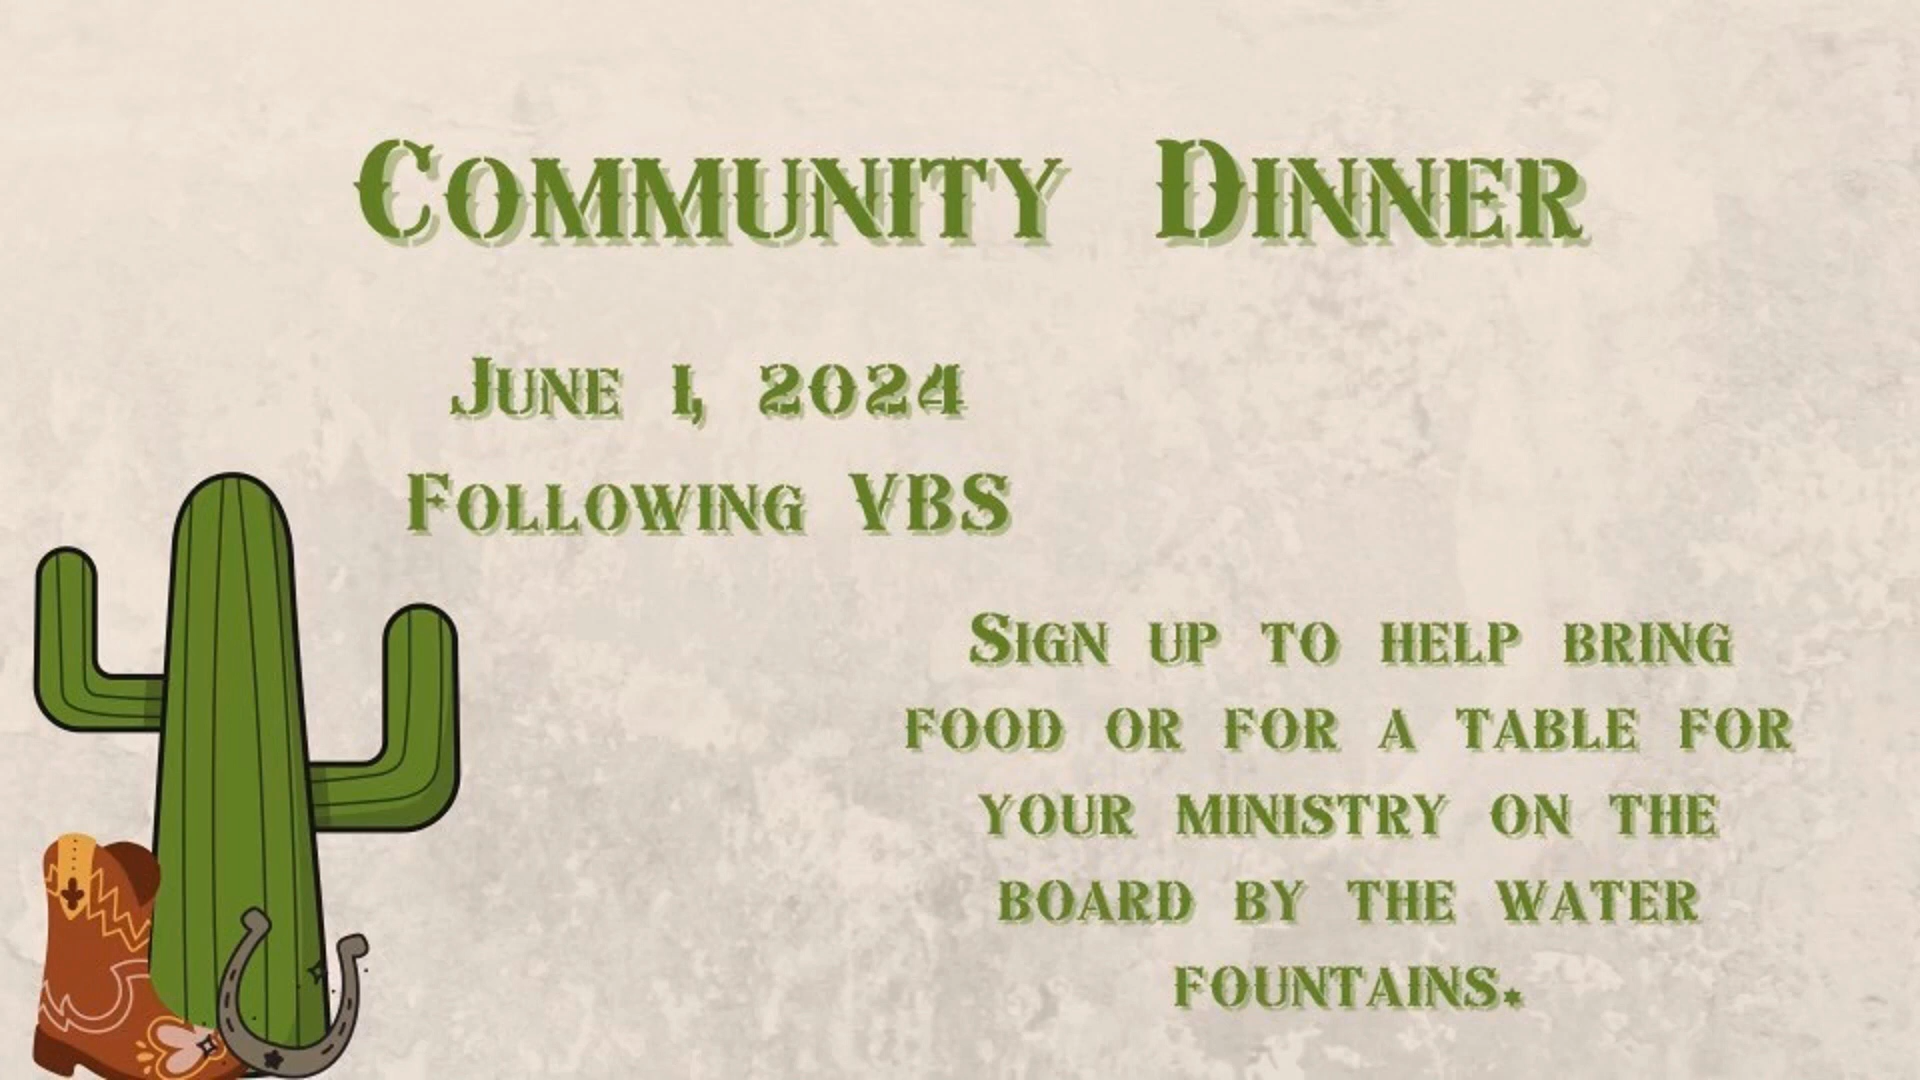 Community Dinner
June 1, 2024
Following VBS
Sign up to help bring
food or for a table for
your ministry on the
board by the water
fountains.